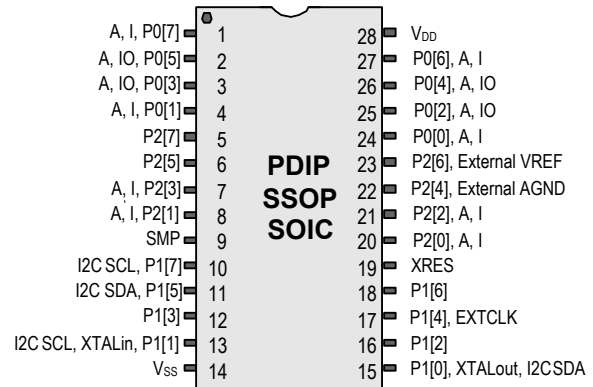 A, I, P0[7] 1 28 VDD
A, IO, P0[5] 2 27 P0[6], A, I
A, IO, P0[3] 3 26 P0[4], A, IO
A, I, P0[1] 4 25 P0[2], A, IO
P2[7] 5 24 P0[0], A, I
P2[5] 6 PDIP 23 P2[6], External VREF
A, I, P2[3] 7 SSOP 22 P2[4], External AGND
A, I, P2[1] 8 SOIC 21 P2[2], A, I
SMP 9 20 P2[0], A, I
I2C SCL, P1[7] 10 19 XRES
I2C SDA, P1[5] 11 18 P1[6]
P1[3] 12 17 P1[4], EXTCLK
I2C SCL, XTALin, P1[1] 13 16 P1[2]
Vss 14 15 P1[0], XTALout, I2C SDA